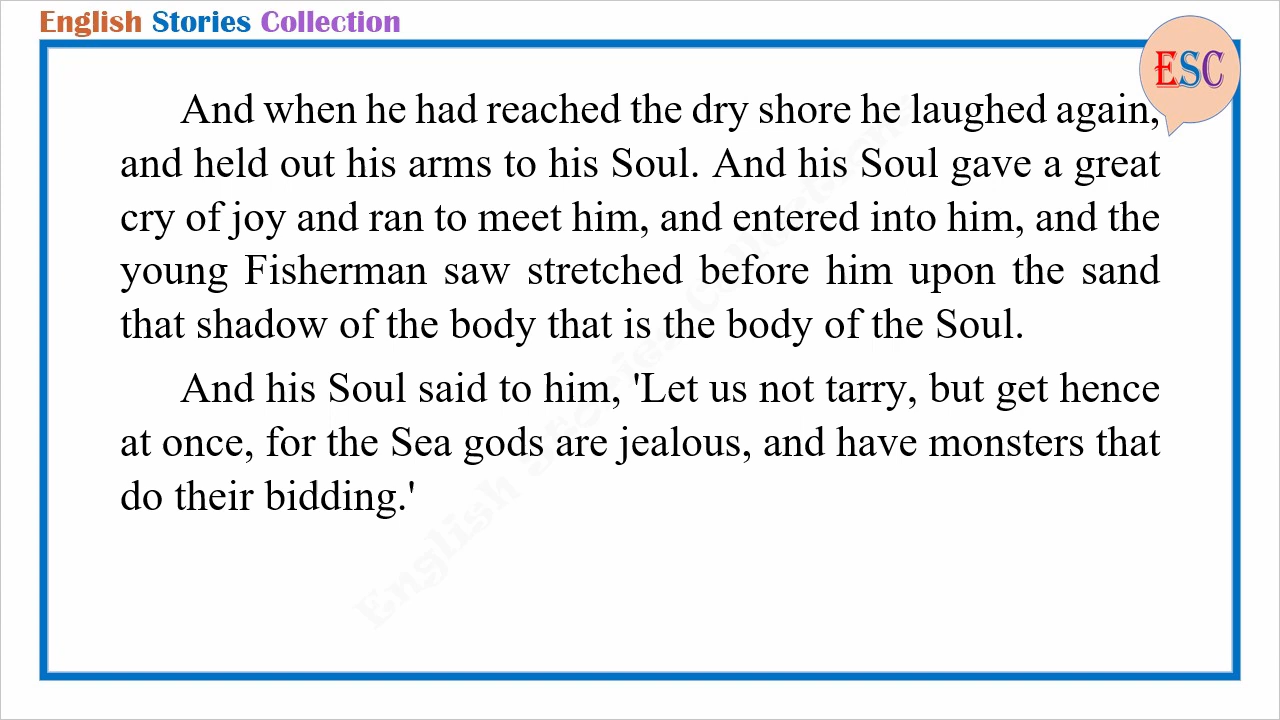 English Stories Collection
ESC
And when he had reached the dry shore he laughed again,
and held out his arms to his Soul. And his Soul gave a great
cry of joy and ran to meet him, and entered into him, and the
young Fisherman saw stretched before him upon the sand
that shadow of the body that is the body of the Soul.
And his Soul said to him, 'Let us not tarry, but get hence
at once, for the Sea gods are jealous, and have monsters that
do their bidding.'
English Stories Collection